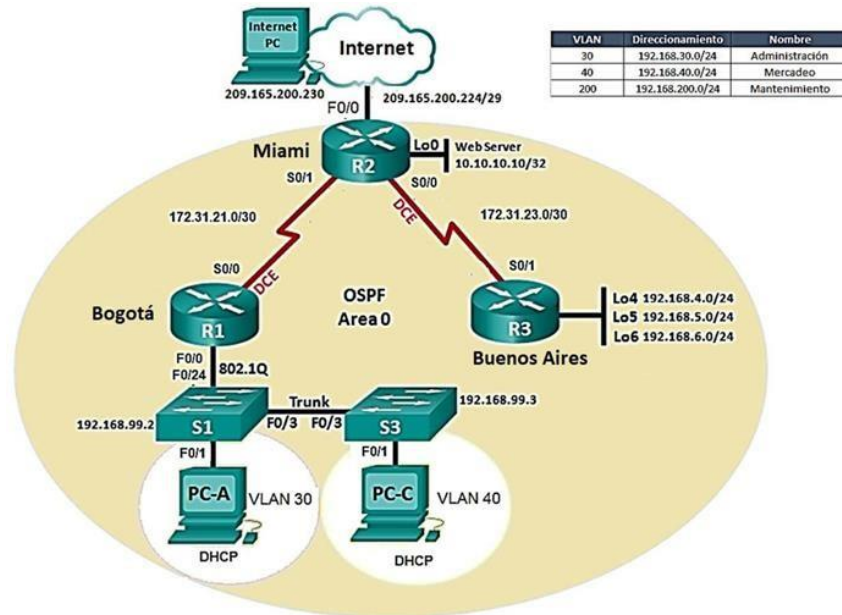 Internet
PC
Internet
209.165.200.230
209.165.200.224/29
F0/0
VLAN Direccionamiento Nombre
30 192.168.30.0/24 Administración
40 192.168.40.0/24 Mercadeo
200 192.168.200.0/24 Mantenimiento
Miami
R2
Lo0
Web Server
10.10.10.10/32
S0/1
S0/0
DCE
172.31.21.0/30
172.31.23.0/30
S0/0
DCE
S0/1
Bogotá
R1
OSPF
Area 0
R3
Buenos Aires
Lo4 192.168.4.0/24
Lo5 192.168.5.0/24
Lo6 192.168.6.0/24
F0/0
F0/24
802.1Q
192.168.99.2
S1
Trunk
F0/3 F0/3
S3
192.168.99.3
F0/1
F0/1
PC-A
VLAN 30
PC-C
VLAN 40
DHCP
DHCP